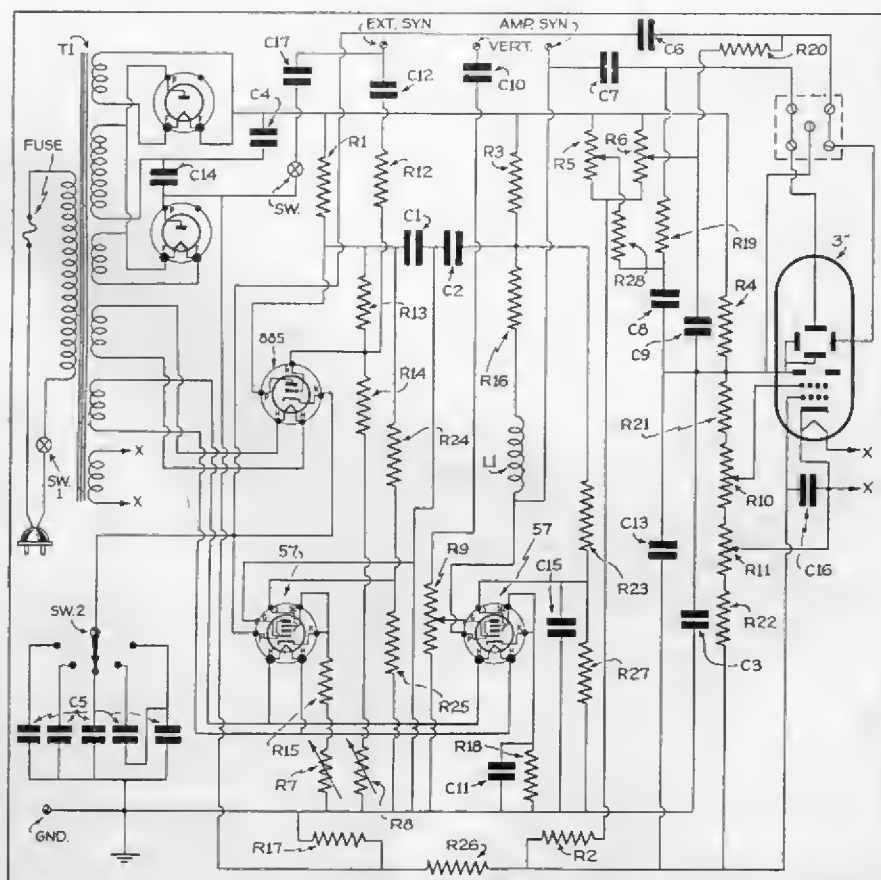 EXT. SYN
AMP. SYN
VERT.
T1
C17
C12
C10
C6
R20
C7
FUSE
C4
R1
R12
R3
R5
R6
C14
SW.
C1
C2
R19
3"
R28
R4
R13
C8
C9
885
R14
R16
R21
R24
L1
X
SW.
1
X
R10
X
C13
C16
57
R9
57
C15
R23
R11
SW.2
R22
C3
C5
R25
R27
R15
R18
R7
C11
R8
GND.
R17
R26
R2